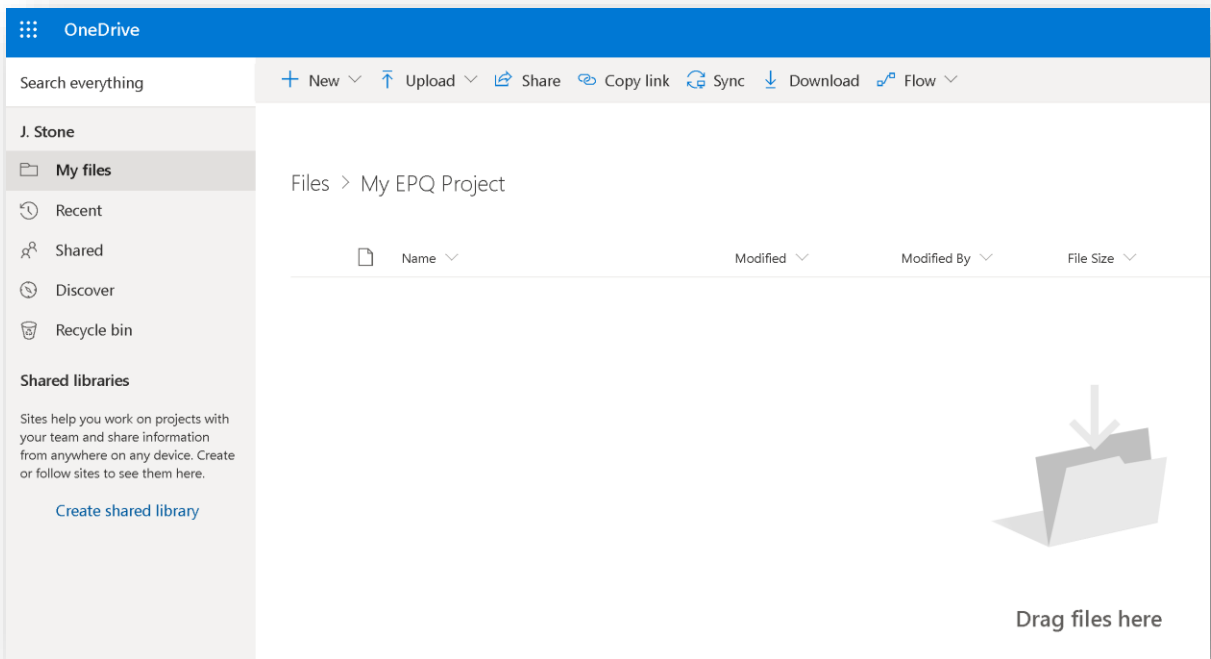 OneDrive
Search everything
New Upload Share Copy link Sync Download Flow
J. Stone
My files
Recent
Shared
Discover
Recycle bin
Shared libraries
Sites help you work on projects with
your team and share information
from anywhere on any device. Create
or follow sites to see them here.
Create shared library
Files > My EPQ Project
Name Modified Modified By File Size
Drag files here